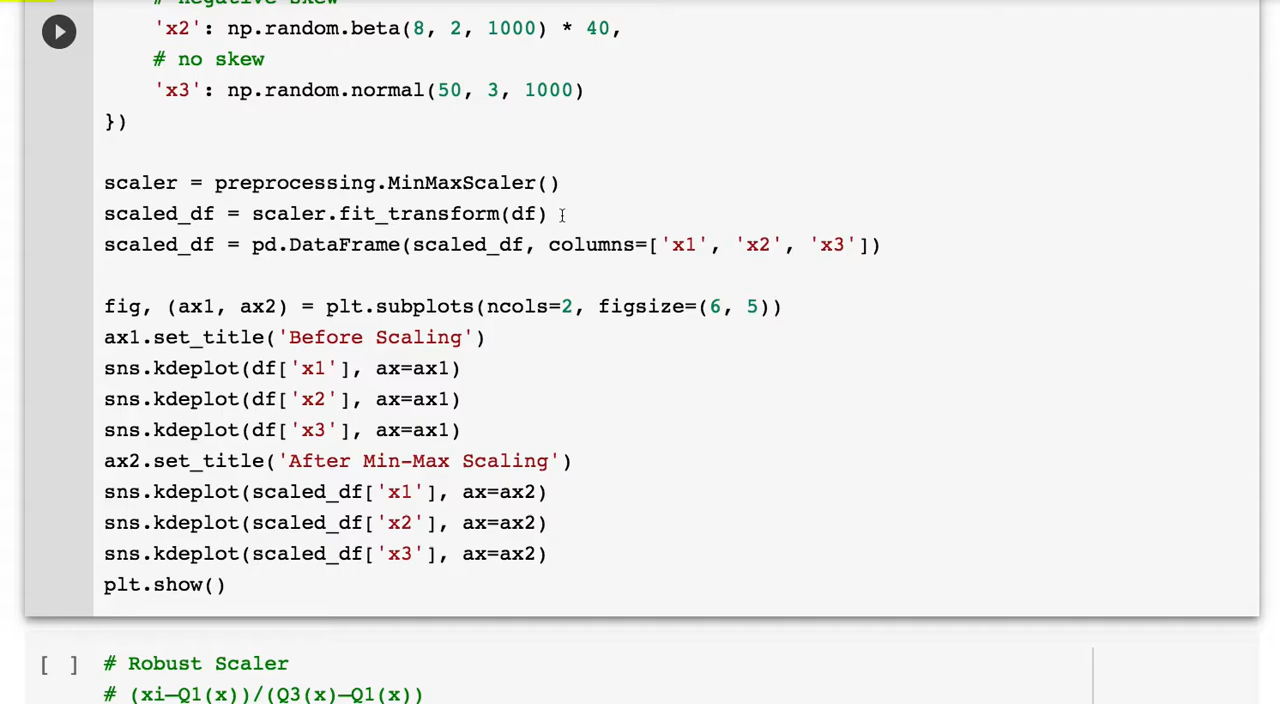 # negative skew
'x2': np.random.beta(8, 2, 1000) * 40,
# no skew
'x3': np.random.normal(50, 3, 1000)
})
scaler = preprocessing.MinMaxScaler()
scaled_df = scaler.fit_transform(df)
scaled_df = pd.DataFrame(scaled_df, columns=['x1', 'x2', 'x3'])
fig, (ax1, ax2) = plt.subplots(ncols=2, figsize=(6, 5))
ax1.set_title('Before Scaling')
sns.kdeplot(df['x1'], ax=ax1)
sns.kdeplot(df['x2'], ax=ax1)
sns.kdeplot(df['x3'], ax=ax1)
ax2.set_title('After Min-Max Scaling')
sns.kdeplot(scaled_df['x1'], ax=ax2)
sns.kdeplot(scaled_df['x2'], ax=ax2)
sns.kdeplot(scaled_df['x3'], ax=ax2)
plt.show()
[ ] # Robust Scaler
# (xi–Q1(x))/(Q3(x)–Q1(x))